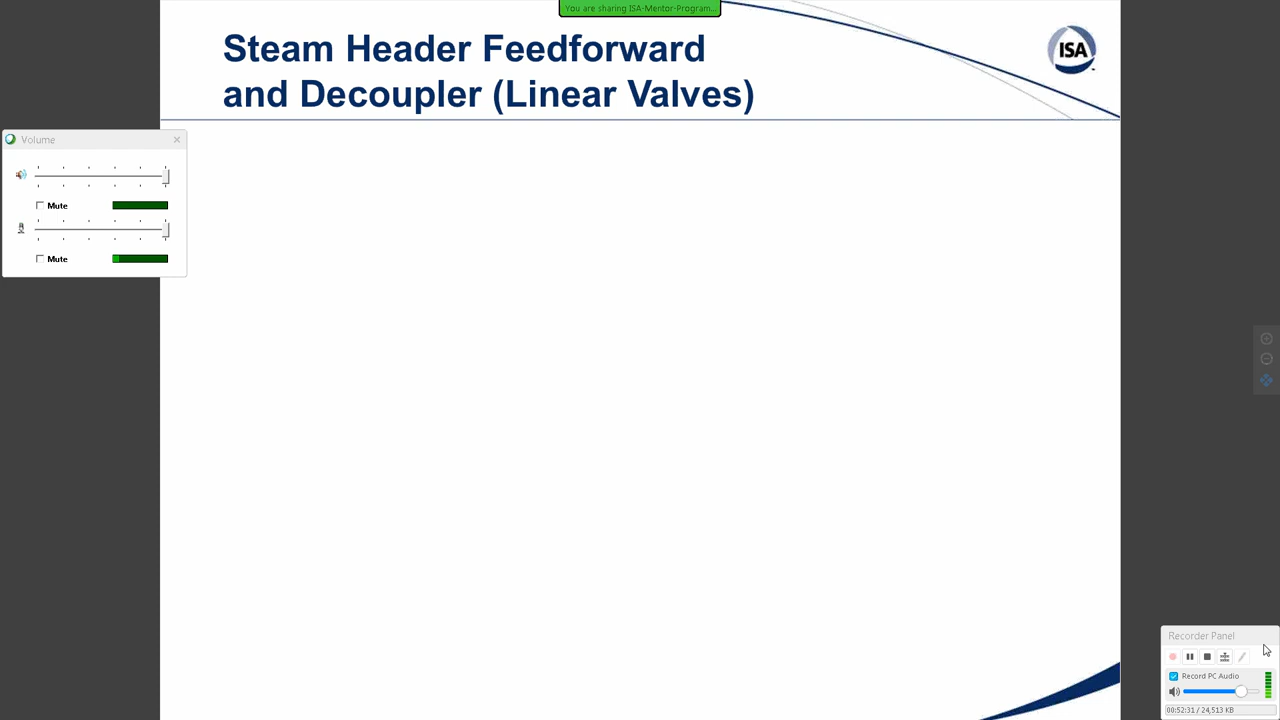 You are sharing ISA-Mentor-Program...
Steam Header Feedforward
and Decoupler (Linear Valves)
ISA
Volume
Mute
Mute
Recorder Panel
Record PC Audio
00:52:31 / 24,513 KB